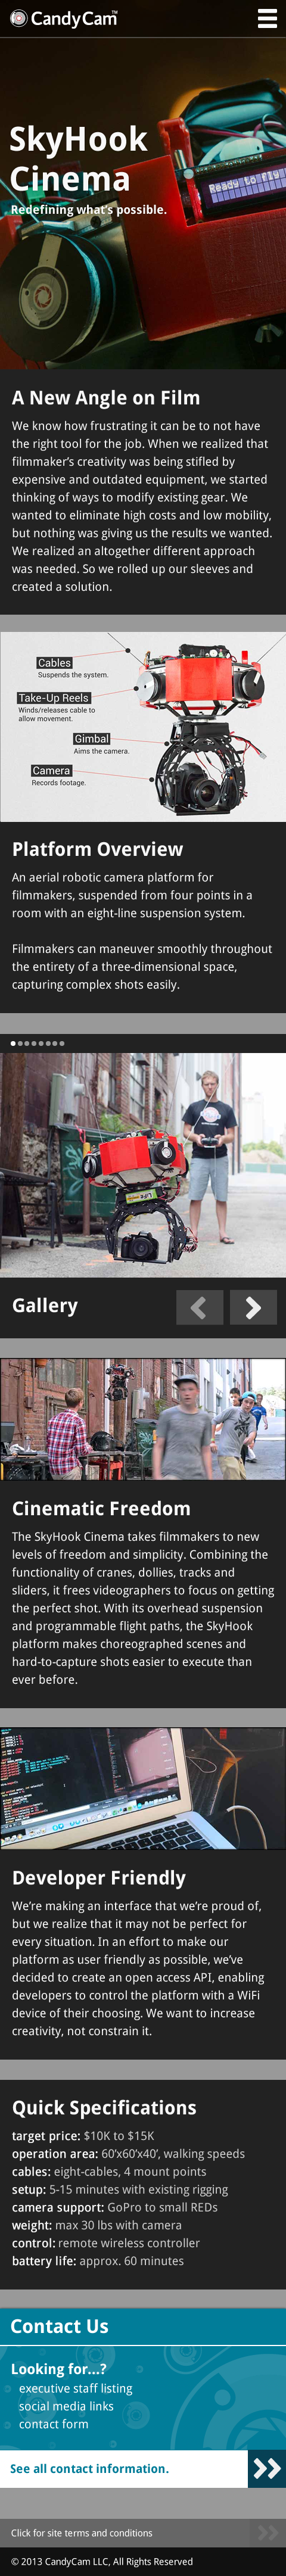 CandyCam™
SkyHook
Cinema
Redefining what's possible.
Ready to fly
A New Angle on Film
We know how frustrating it can be to not have
the right tool for the job. When we realized that
filmmaker's creativity was being stifled by
expensive and outdated equipment, we started
thinking of ways to modify existing gear. We
wanted to eliminate high costs and low mobility,
but nothing was giving us the results we wanted.
We realized an altogether different approach
was needed. So we rolled up our sleeves and
created a solution.
Cables
Suspends the system.
Take-Up Reels
Winds/releases cable to
allow movement.
Gimbal
Aims the camera.
Camera
Records footage.
Platform Overview
An aerial robotic camera platform for
filmmakers, suspended from four points in a
room with an eight-line suspension system.
Filmmakers can maneuver smoothly throughout
the entirety of a three-dimensional space,
capturing complex shots easily.
Gallery
Cinematic Freedom
The SkyHook Cinema takes filmmakers to new
levels of freedom and simplicity. Combining the
functionality of cranes, dollies, tracks and
sliders, it frees videographers to focus on getting
the perfect shot. With its overhead suspension
and programmable flight paths, the SkyHook
platform makes choreographed scenes and
hard-to-capture shots easier to execute than
ever before.
Developer Friendly
We're making an interface that we're proud of,
but we realize that it may not be perfect for
every situation. In an effort to make our
platform as user friendly as possible, we've
decided to create an open access API, enabling
developers to control the platform with a WiFi
device of their choosing. We want to increase
creativity, not constrain it.
Quick Specifications
target price: $10K to $15K
operation area: 60'x60'x40', walking speeds
cables: eight-cables, 4 mount points
setup: 5-15 minutes with existing rigging
camera support: GoPro to small REDs
weight: max 30 lbs with camera
control: remote wireless controller
battery life: approx. 60 minutes
Contact Us
Looking for...?
executive staff listing
social media links
contact form
See all contact information.
Click for site terms and conditions
© 2013 CandyCam LLC, All Rights Reserved